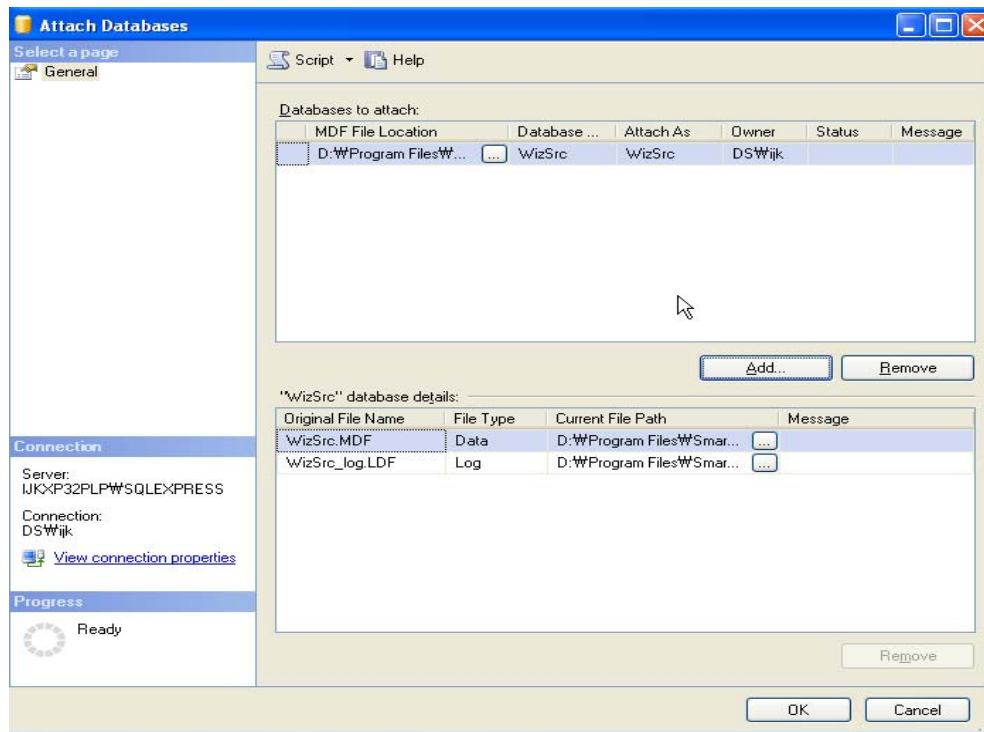 Attach Databases
Select a page
General
Script Help
Databases to attach:
MDF File Location Database ... Attach As Owner Status Message
D:₩Program Files₩... ... WizSrc WizSrc DS₩ijk
Add... Remove
"WizSrc" database details:
Original File Name File Type Current File Path Message
WizSrc.MDF Data D:₩Program Files₩Smar... ...
WizSrc_log.LDF Log D:₩Program Files₩Smar... ...
Connection
Server:
IJKXP32PLP₩SQLEXPRESS
Connection:
DS₩ijk
View connection properties
Progress
Ready
Remove
OK Cancel